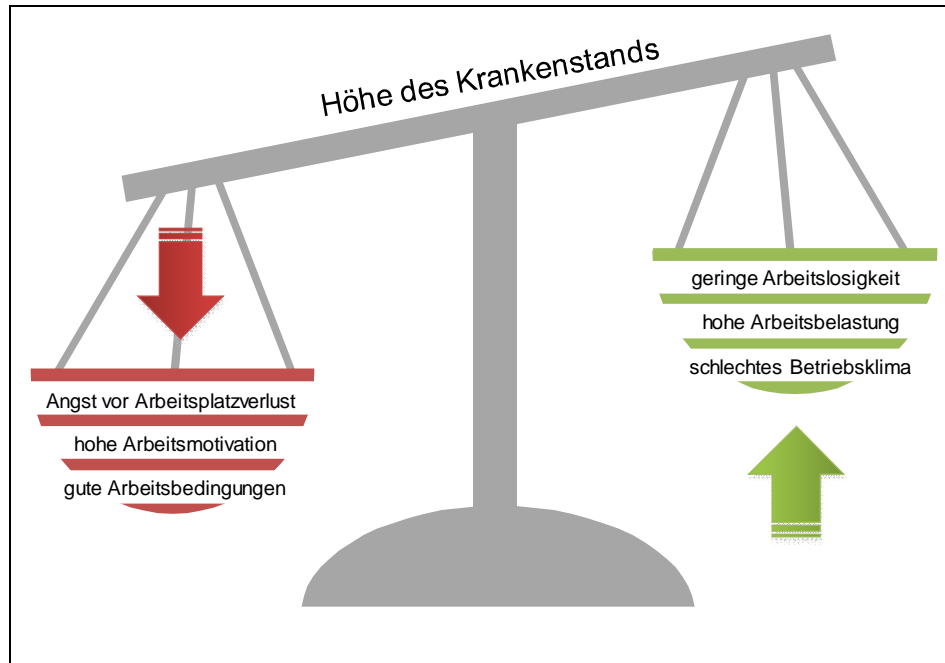 Höhe des Krankenstands
Angst vor Arbeitsplatzverlust
hohe Arbeitsmotivation
gute Arbeitsbedingungen
geringe Arbeitslosigkeit
hohe Arbeitsbelastung
schlechtes Betriebsklima